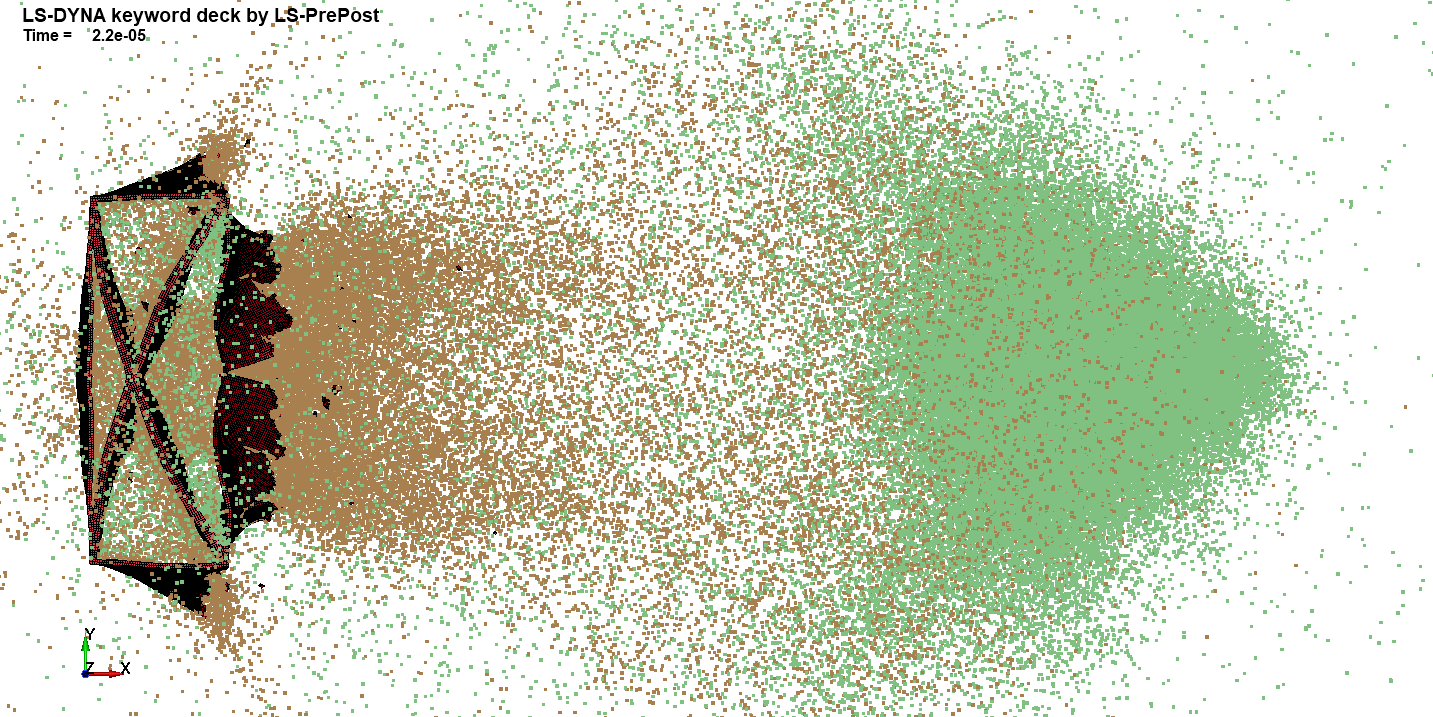 LS-DYNA keyword deck by LS-PrePost
Time = 2.2e-05
Y
Z X